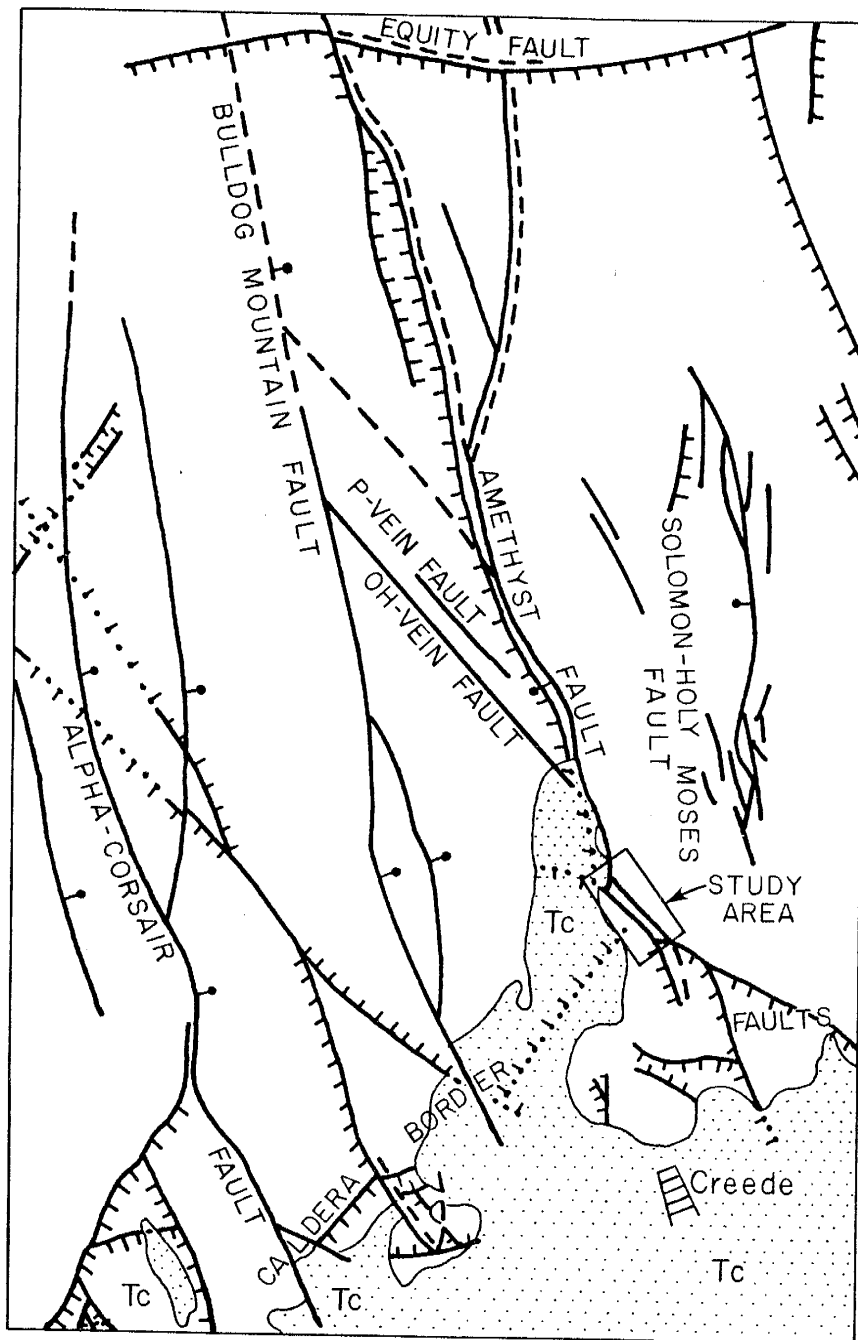 EQUITY FAULT
BULLDOG MOUNTAIN FAULT
AMETHYST FAULT
P-VEIN FAULT
OH-VEIN FAULT
SOLOMON-HOLY MOSES
FAULT
ALPHA-CORSAIR FAULT
STUDY
AREA
Tc
CALDERA BORDER FAULTS
Creede
Tc
Tc
Tc